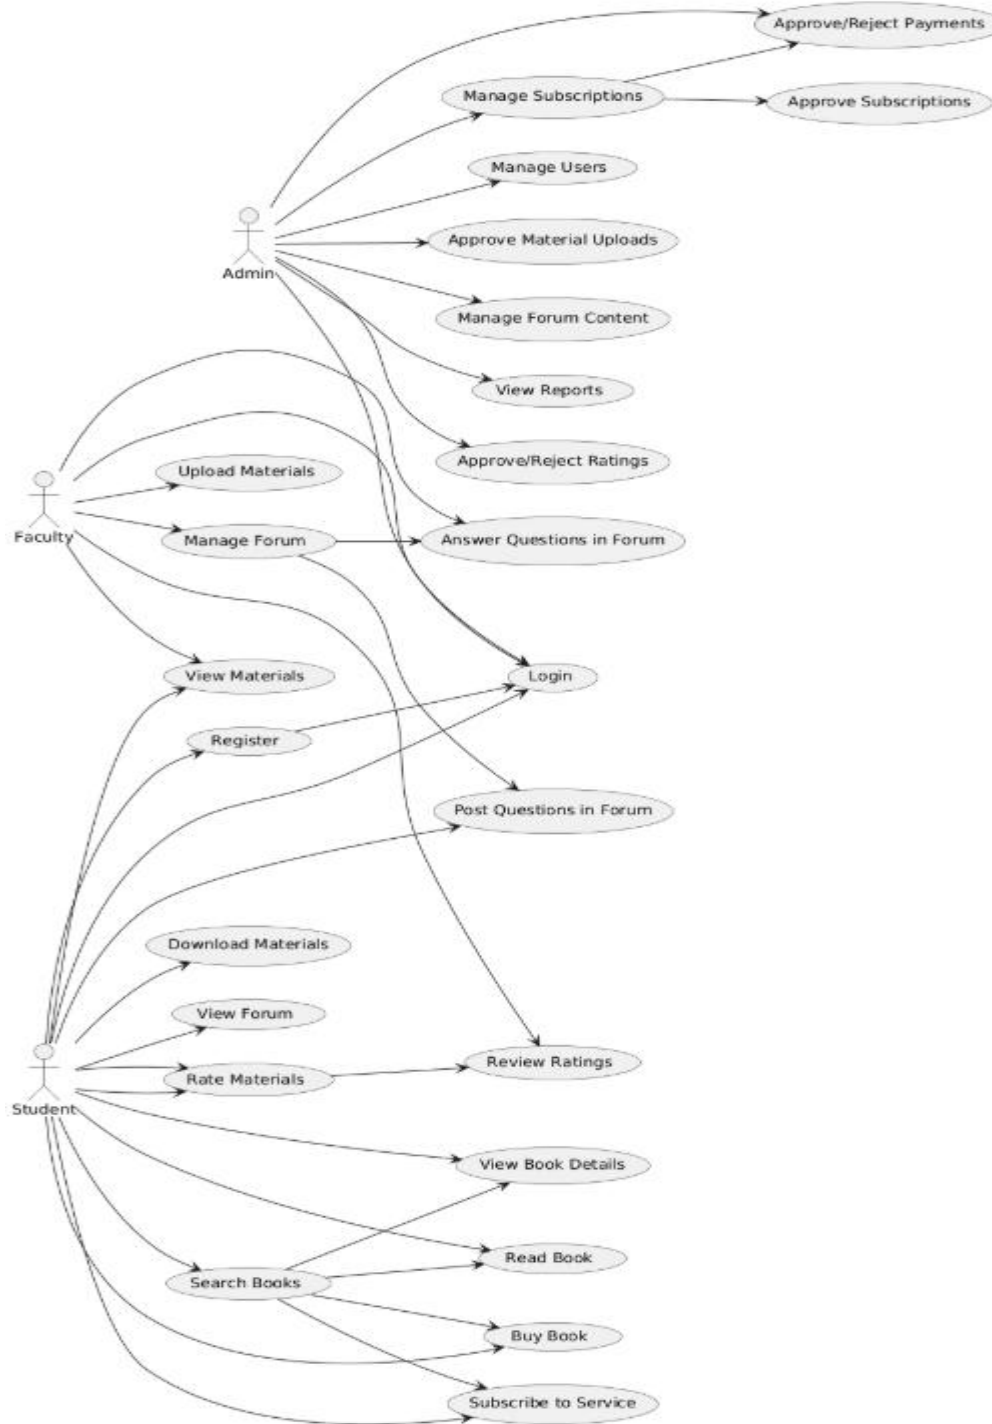 Approve/Reject Payments
Manage Subscriptions
Approve Subscriptions
Manage Users
Approve Material Uploads
Admin
Manage Forum Content
View Reports
Approve/Reject Ratings
Upload Materials
Faculty
Manage Forum
Answer Questions in Forum
View Materials
Login
Register
Post Questions in Forum
Download Materials
View Forum
Review Ratings
Rate Materials
Student
View Book Details
Read Book
Search Books
Buy Book
Subscribe to Service